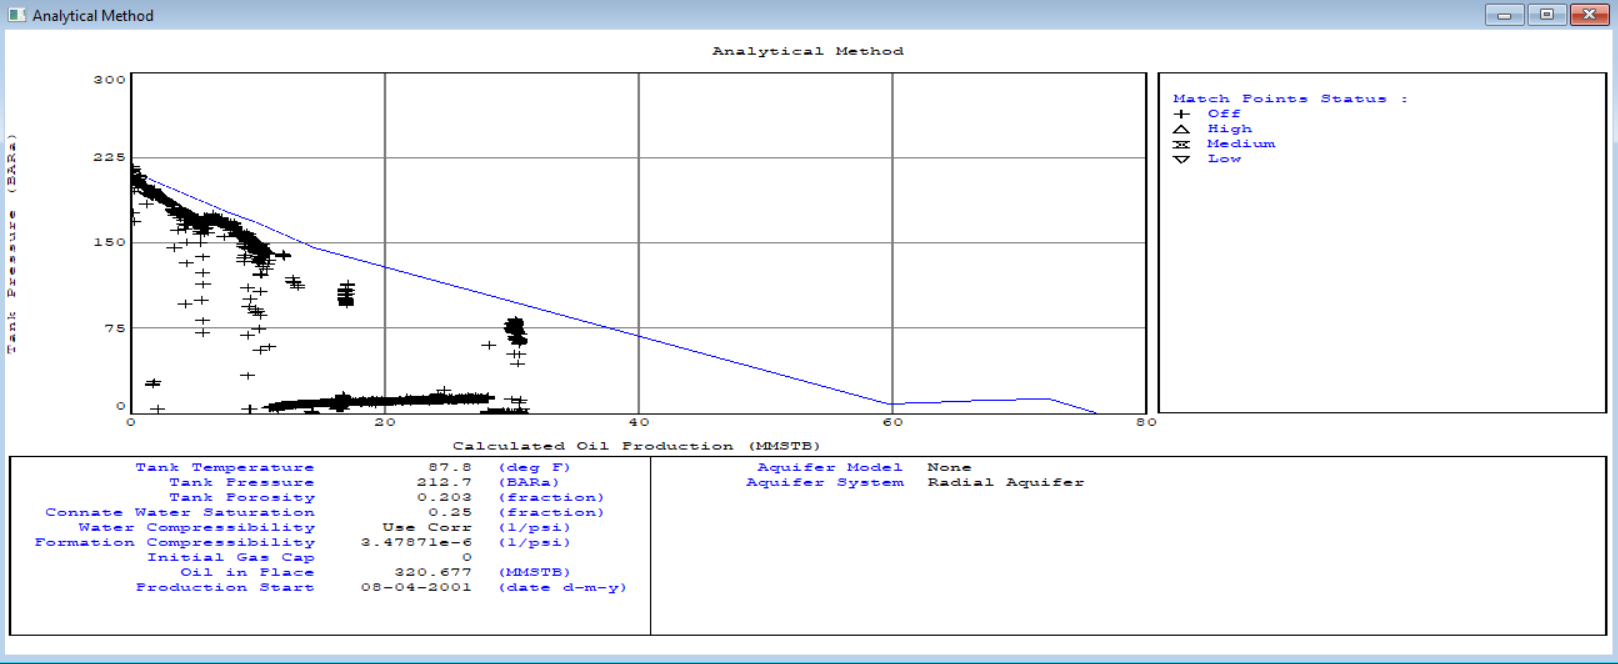 Analytical Method
Analytical Method
Tank Pressure (BARa)
300
225
150
75
0
0 20 40 60 80
Calculated Oil Production (MMSTB)
Match Points Status :
Off
High
Medium
Low
Tank Temperature 87.8 (deg F)
Tank Pressure 212.7 (BARa)
Tank Porosity 0.203 (fraction)
Connate Water Saturation 0.25 (fraction)
Water Compressibility Use Corr (1/psi)
Formation Compressibility 3.47871e-6 (1/psi)
Initial Gas Cap 0
Oil in Place 320.677 (MMSTB)
Production Start 08-04-2001 (date d-m-y)
Aquifer Model None
Aquifer System Radial Aquifer